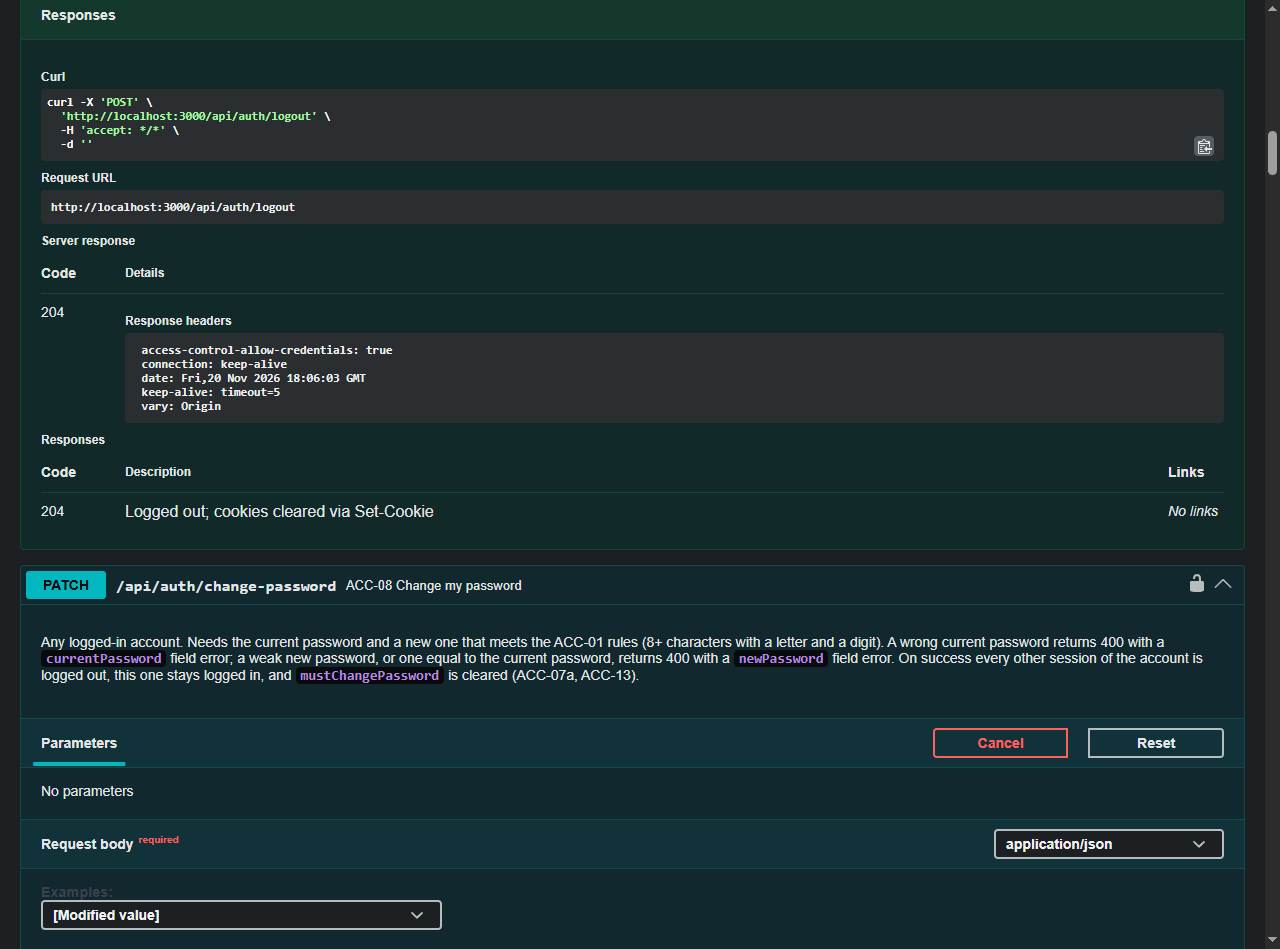 Responses
Curl
curl -X 'POST' \
'http://localhost:3000/api/auth/logout' \
-H 'accept: */*' \
-d ''
Request URL
http://localhost:3000/api/auth/logout
Server response
Code Details
204
Response headers
access-control-allow-credentials: true
connection: keep-alive
date: Fri,20 Nov 2026 18:06:03 GMT
keep-alive: timeout=5
vary: Origin
Responses
Code Description Links
204 Logged out; cookies cleared via Set-Cookie No links
PATCH /api/auth/change-password ACC-08 Change my password
Any logged-in account. Needs the current password and a new one that meets the ACC-01 rules (8+ characters with a letter and a digit). A wrong current password returns 400 with a
currentPassword field error; a weak new password, or one equal to the current password, returns 400 with a newPassword field error. On success every other session of the account is
logged out, this one stays logged in, and mustChangePassword is cleared (ACC-07a, ACC-13).
Parameters Cancel Reset
No parameters
Request body required application/json
Examples:
[Modified value]